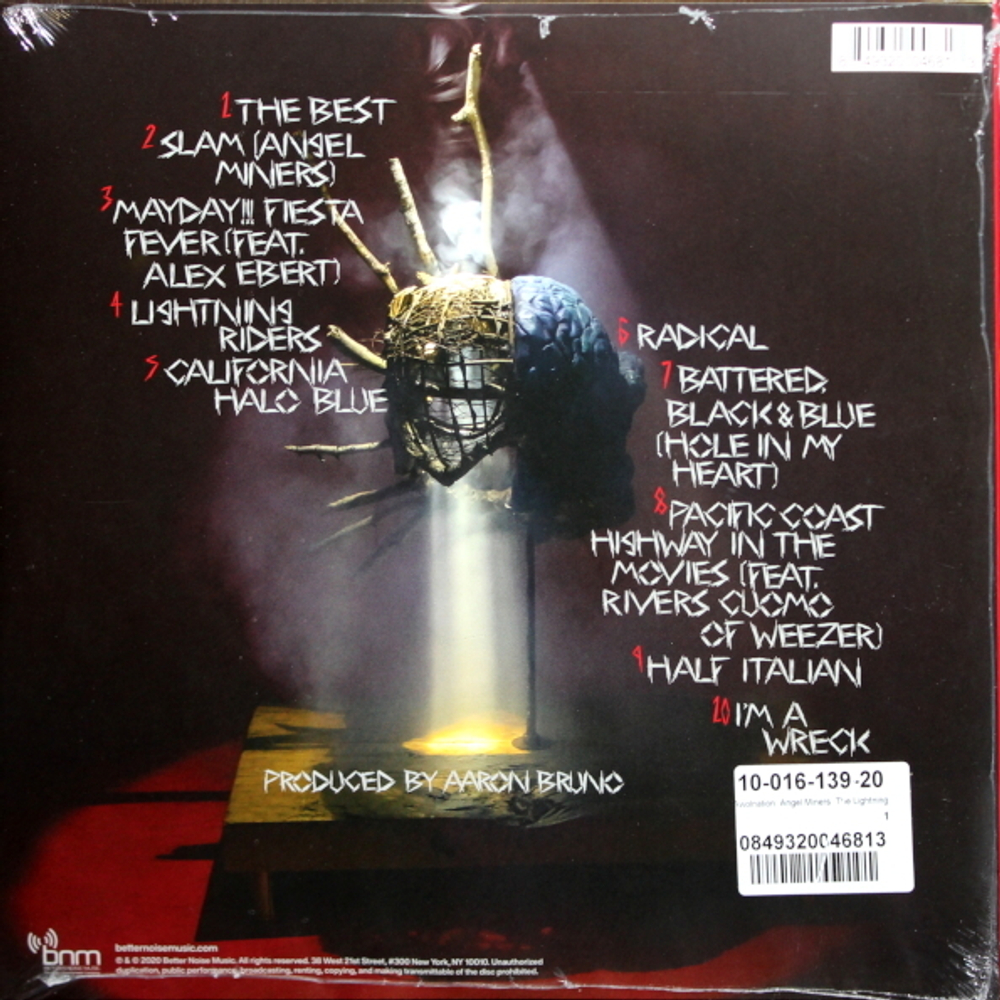 1 THE BEST
2 SLAM (ANGEL
MINERS)
3 MAYDAY!!! FIESTA
FEVER (FEAT.
ALEX EBERT)
4 LIGHTNING
RIDERS
5 CALIFORNIA
HALO BLUE
6 RADICAL
7 BATTERED,
BLACK & BLUE
(HOLE IN MY
HEART)
8 PACIFIC COAST
HIGHWAY IN THE
MOVIES (FEAT.
RIVERS CUOMO
OF WEEZER)
9 HALF ITALIAN
10 I'M A
WRECK
PRODUCED BY AARON BRUNO
10-016-139-20
Angel Miners The Lightning
1
0849320046813
bnm
betternoisemusic.com
℗ & © 2020 Better Noise Music. All rights reserved. 38 West 21st Street, #300 New York, NY 10010. Unauthorized
duplication, public performance, broadcasting, renting, copying, and making transmittable of the disc prohibited.